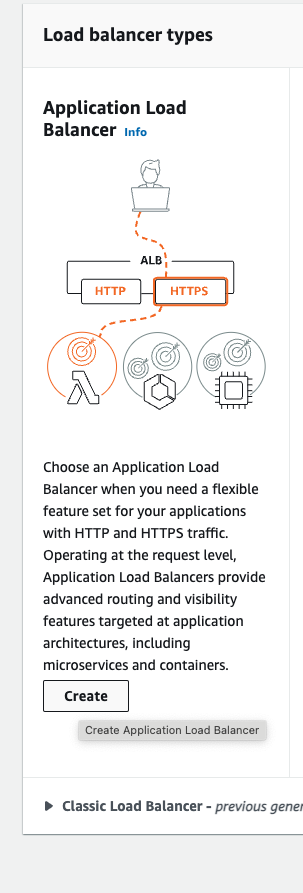 Load balancer types
Application Load
Balancer Info
ALB
HTTP HTTPS
Choose an Application Load
Balancer when you need a flexible
feature set for your applications
with HTTP and HTTPS traffic.
Operating at the request level,
Application Load Balancers provide
advanced routing and visibility
features targeted at application
architectures, including
microservices and containers.
Create
Create Application Load Balancer
Classic Load Balancer - previous gener